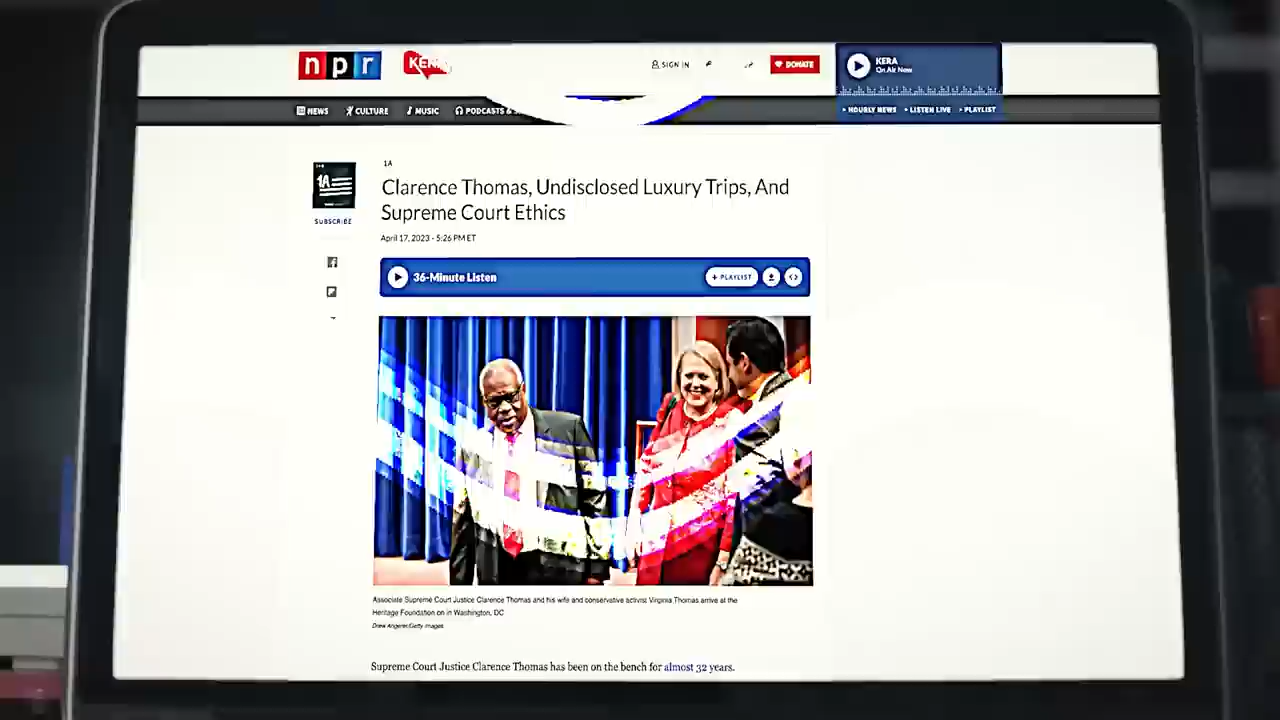 npr
KERA
SIGN IN
DONATE
KERA
On Air Now
NEWS
CULTURE
MUSIC
PODCASTS &
HOURLY NEWS
LISTEN LIVE
PLAYLIST
1A
1A
SUBSCRIBE
Clarence Thomas, Undisclosed Luxury Trips, And
Supreme Court Ethics
April 17, 2023 · 5:26 PM ET
36-Minute Listen
+ PLAYLIST
Associate Supreme Court Justice Clarence Thomas and his wife and conservative activist Virginia Thomas arrive at the
Heritage Foundation on in Washington, DC
Drew Angerer/Getty Images
Supreme Court Justice Clarence Thomas has been on the bench for almost 32 years.